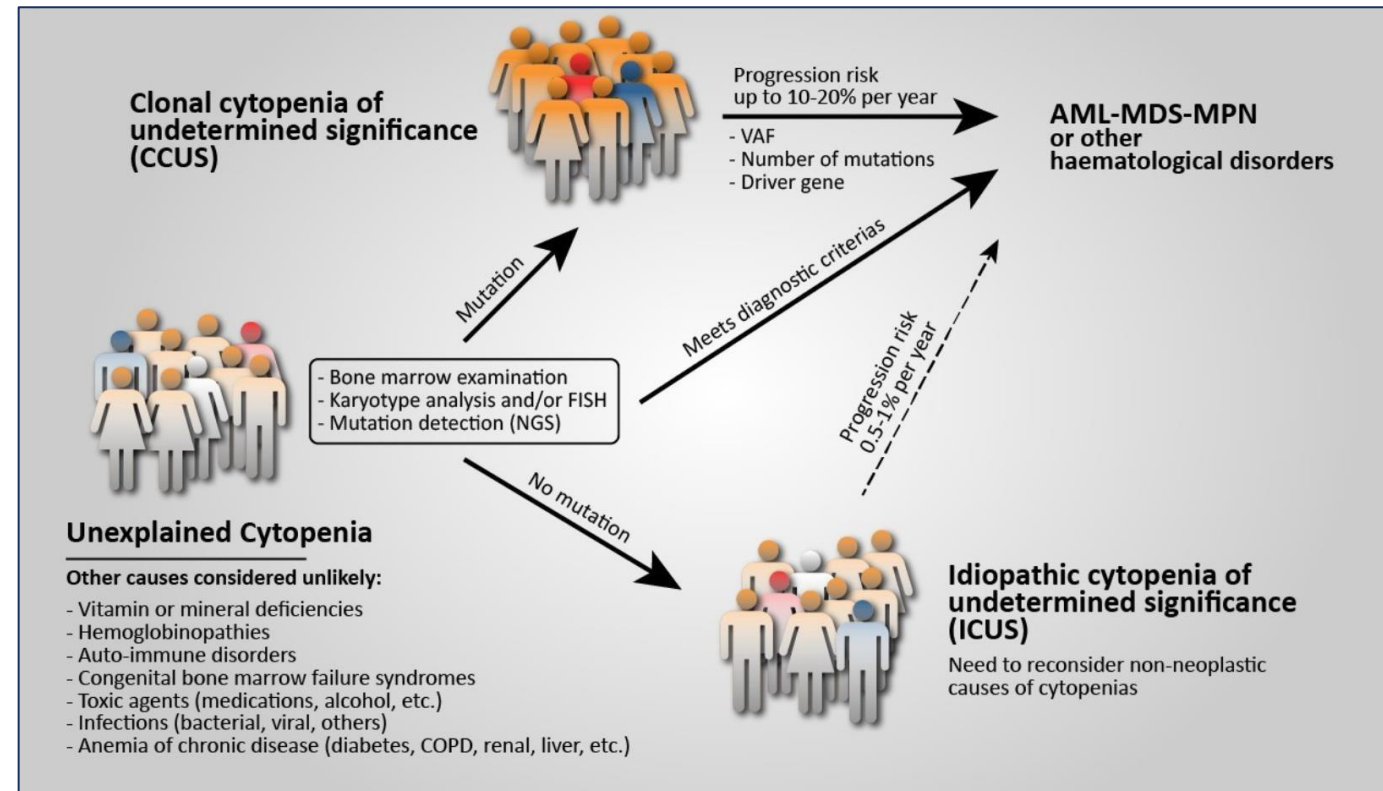 Clonal cytopenia of
undetermined significance
(CCUS)
Progression risk
up to 10-20% per year
- VAF
- Number of mutations
- Driver gene
AML-MDS-MPN
or other
haematological disorders
Mutation
Meets diagnostic criterias
Progression risk
0.5-1% per year
- Bone marrow examination
- Karyotype analysis and/or FISH
- Mutation detection (NGS)
No mutation
Unexplained Cytopenia
Other causes considered unlikely:
- Vitamin or mineral deficiencies
- Hemoglobinopathies
- Auto-immune disorders
- Congenital bone marrow failure syndromes
- Toxic agents (medications, alcohol, etc.)
- Infections (bacterial, viral, others)
- Anemia of chronic disease (diabetes, COPD, renal, liver, etc.)
Idiopathic cytopenia of
undetermined significance
(ICUS)
Need to reconsider non-neoplastic
causes of cytopenias